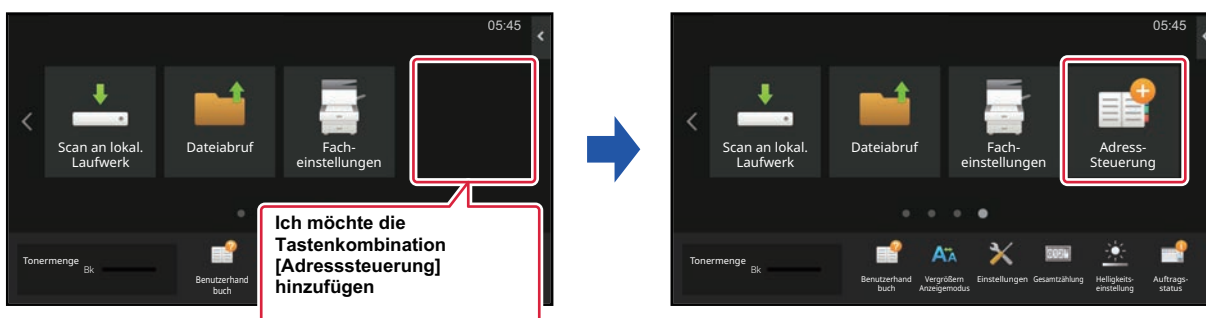 05:45
Scan an lokal.
Laufwerk
Dateiabruf
Fach-
einstellungen
Ich möchte die
Tastenkombination
[Adresssteuerung]
hinzufügen
Tonermenge
Bk
Benutzerhand
buch
05:45
Scan an lokal.
Laufwerk
Dateiabruf
Fach-
einstellungen
Adress-
Steuerung
Tonermenge
Bk
Benutzerhand
buch
Vergrößern
Anzeigemodus
Einstellungen
Gesamtzählung
Helligkeits-
einstellung
Auftrags-
status